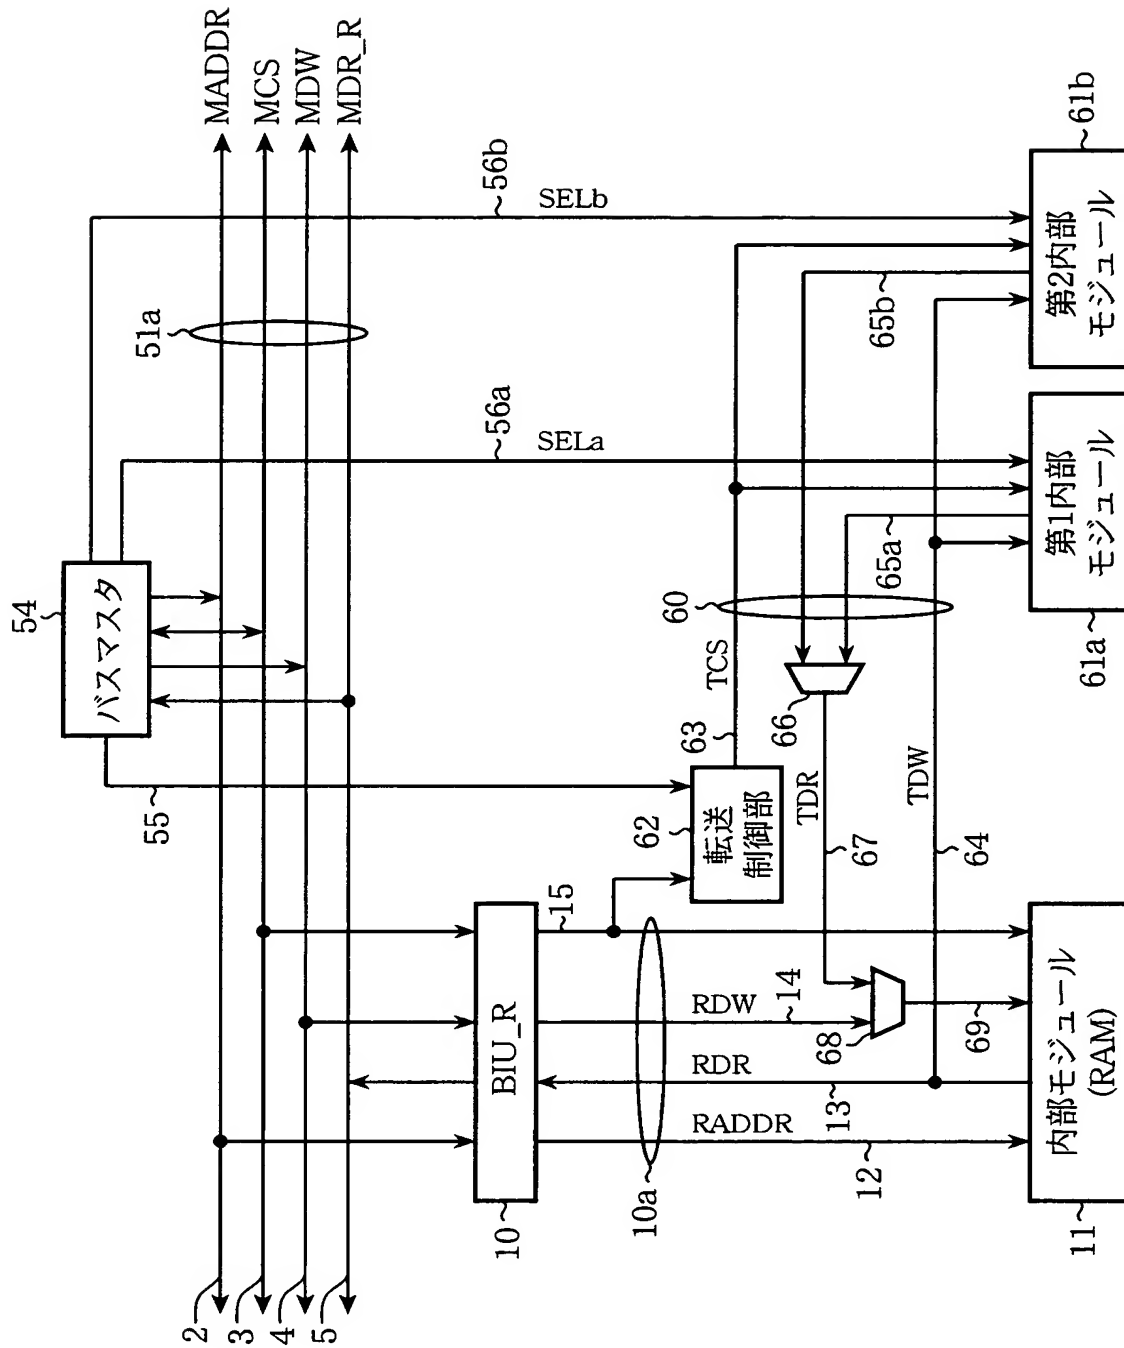 54
バスマスタ
55
51a
2
MADDR
3
MCS
4
MDW
5
MDR_R
10
BIU_R
56a
56b
15
SELa
SELb
10a
62
転送
制御部
60
63
TCS
RADDR
RDR
RDW
14
66
TDR
12
13
68
67
65a
65b
TDW
69
64
11
内部モジュール
(RAM)
61a
第1内部
モジュール
第2内部
モジュール
61b